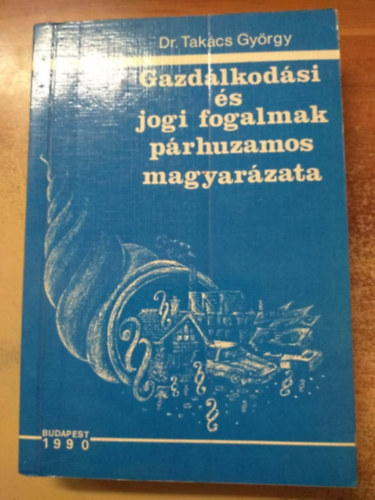 Dr. Takács György
Gazdálkodási
és
jogi fogalmak
párhuzamos
magyarázata
BUDAPEST
1990